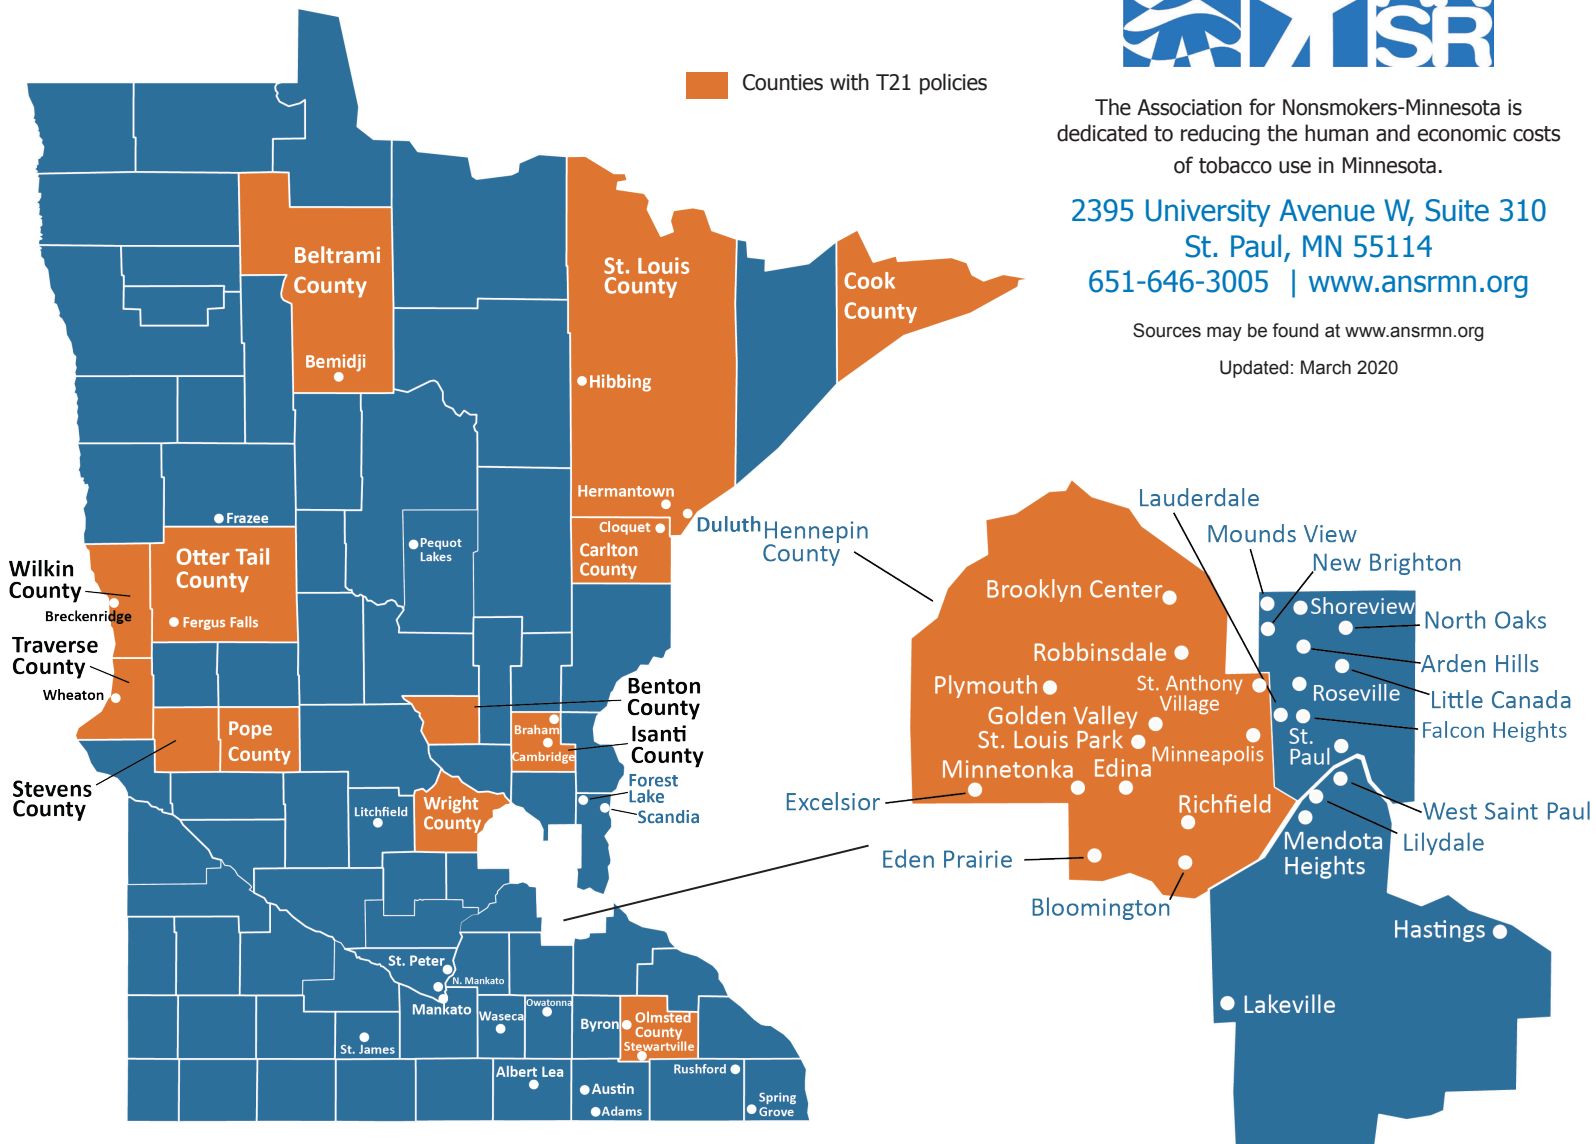 SR
Counties with T21 policies
The Association for Nonsmokers-Minnesota is
dedicated to reducing the human and economic costs
of tobacco use in Minnesota.
2395 University Avenue W, Suite 310
St. Paul, MN 55114
651-646-3005 | www.ansrmn.org
Sources may be found at www.ansrmn.org
Updated: March 2020
Beltrami
County
Bemidji
St. Louis
County
Cook
County
Hibbing
Hermantown
Duluth
Cloquet
Carlton
County
Frazee
Pequot
Lakes
Otter Tail
County
Fergus Falls
Wilkin
County
Breckenridge
Traverse
County
Wheaton
Pope
County
Stevens
County
Benton
County
Braham
Cambridge
Isanti
County
Forest
Lake
Scandia
Litchfield
Wright
County
St. Peter
N. Mankato
Mankato
Waseca
Owatonna
Byron
Olmsted
County
Stewartville
St. James
Albert Lea
Austin
Adams
Rushford
Spring
Grove
Hennepin
County
Lauderdale
Mounds View
New Brighton
Brooklyn Center
Shoreview
North Oaks
Robbinsdale
Arden Hills
Plymouth
St. Anthony
Village
Roseville
Little Canada
Golden Valley
Falcon Heights
St. Louis Park
Minneapolis
St.
Paul
Minnetonka
Edina
Excelsior
Richfield
West Saint Paul
Lilydale
Mendota
Heights
Eden Prairie
Bloomington
Hastings
Lakeville